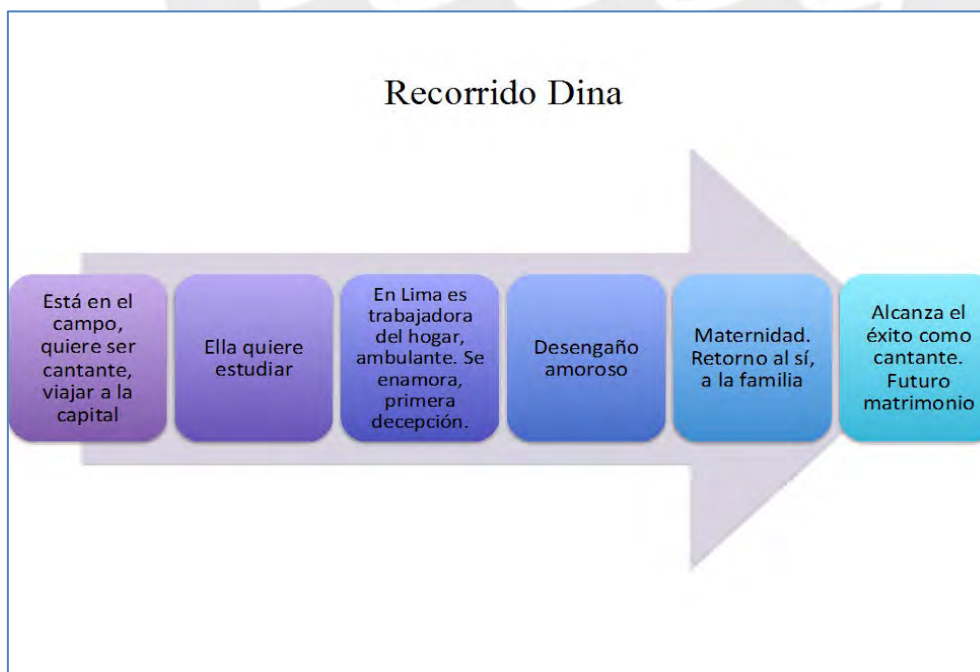 Recorrido Dina
Está en el
campo,
quiere ser
cantante,
viajar a la
capital
Ella quiere
estudiar
En Lima es
trabajadora
del hogar,
ambulante. Se
enamora,
primera
decepción.
Desengaño
amoroso
Maternidad.
Retorno al sí,
a la familia
Alcanza el
éxito como
cantante.
Futuro
matrimonio